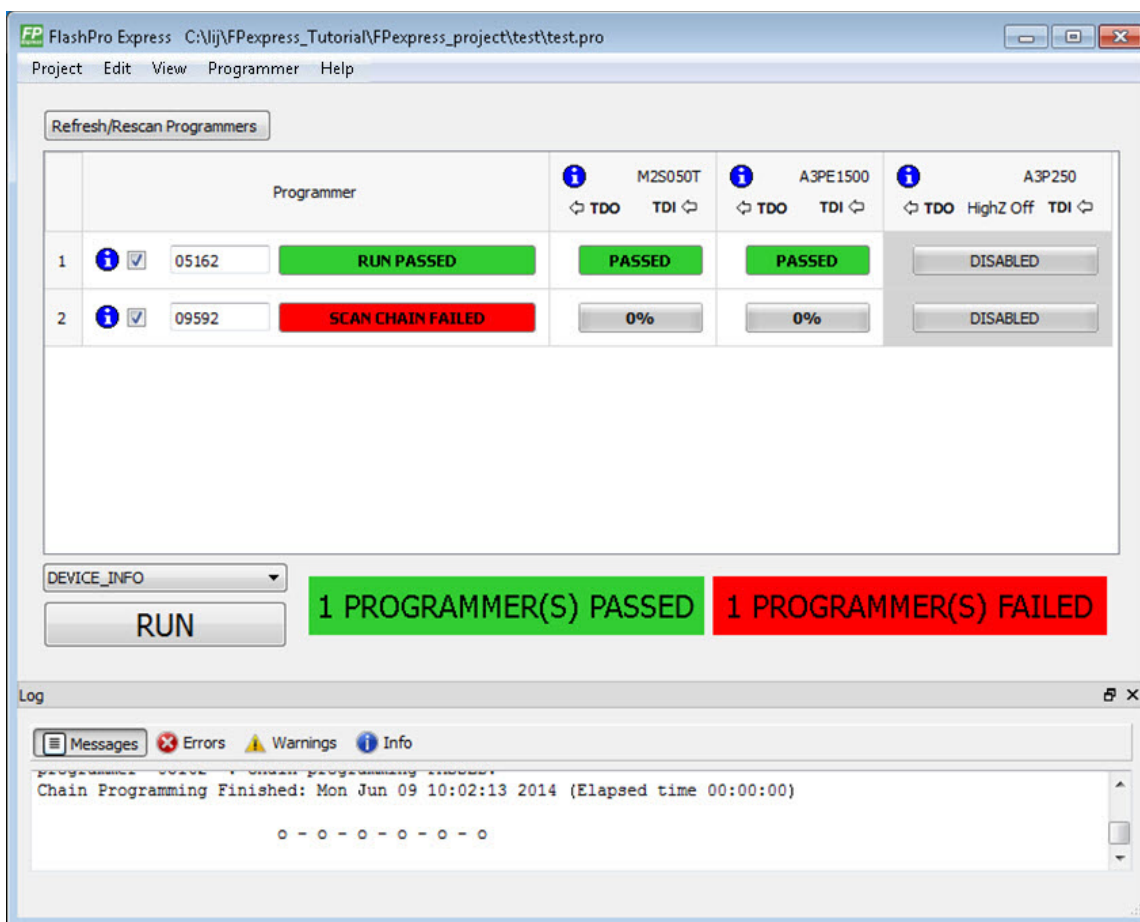 FP FlashPro Express C:\lij\FPexpress_Tutorial\FPexpress_project\test\test.pro
Project Edit View Programmer Help
Refresh/Rescan Programmers
Programmer
M2S050T
TDO TDI
A3PE1500
TDO TDI
A3P250
TDO HighZ Off TDI
1 05162 RUN PASSED PASSED PASSED DISABLED
2 09592 SCAN CHAIN FAILED 0% 0% DISABLED
DEVICE_INFO
RUN
1 PROGRAMMER(S) PASSED
1 PROGRAMMER(S) FAILED
Log
Messages Errors Warnings Info
Chain Programming Finished: Mon Jun 09 10:02:13 2014 (Elapsed time 00:00:00)
o - o - o - o - o - o